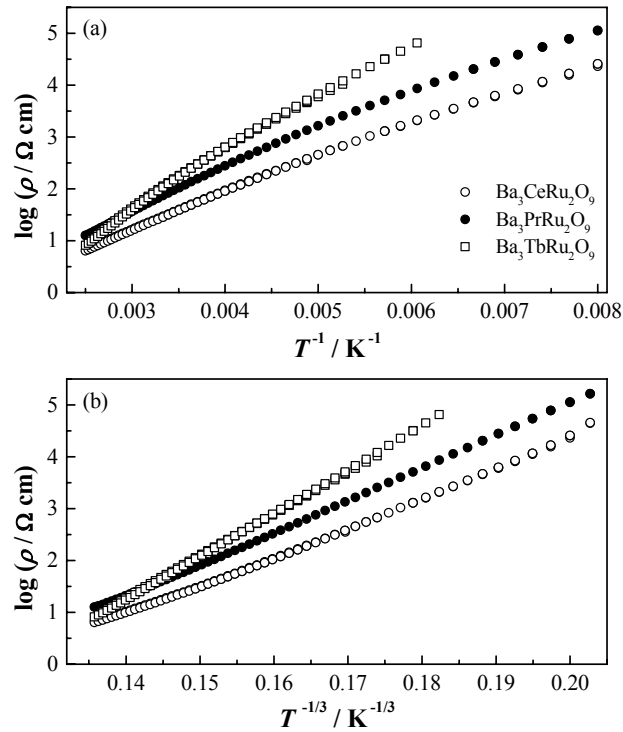 (a)
5
4
3
2
1
0
log (ρ / Ω cm)
Ba₃CeRu₂O₉
Ba₃PrRu₂O₉
Ba₃TbRu₂O₉
0.003 0.004 0.005 0.006 0.007 0.008
T⁻¹ / K⁻¹
(b)
5
4
3
2
1
0
log (ρ / Ω cm)
0.14 0.15 0.16 0.17 0.18 0.19 0.20
T⁻¹/³ / K⁻¹/³